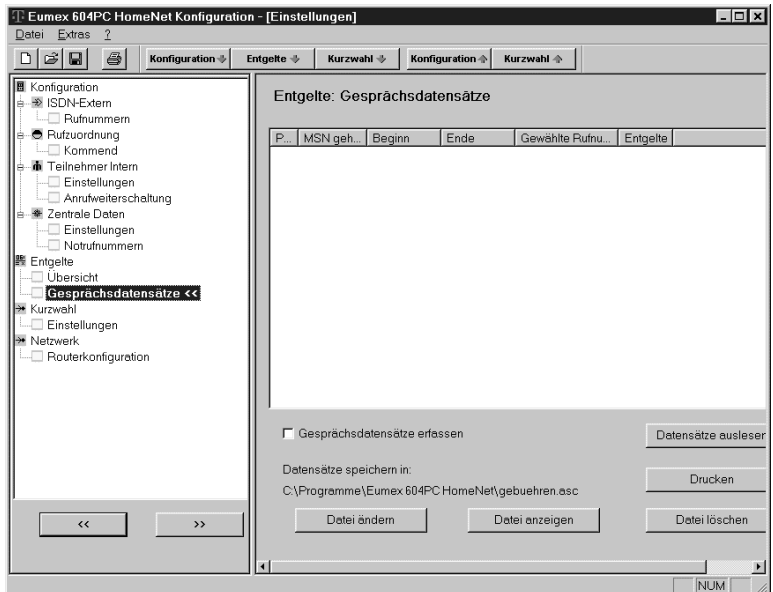 Eumex 604PC HomeNet Konfiguration - [Einstellungen]
Datei Extras ?
Konfiguration Entgelte Kurzwahl Konfiguration Kurzwahl
Konfiguration
ISDN-Extern
Rufnummern
Rufzuordnung
Kommend
Teilnehmer Intern
Einstellungen
Anrufweiterschaltung
Zentrale Daten
Einstellungen
Notrufnummern
Entgelte
Übersicht
Gesprächsdatensätze <<
Kurzwahl
Einstellungen
Netzwerk
Routerkonfiguration
<< >>
Entgelte: Gesprächsdatensätze
P... MSN geh... Beginn Ende Gewählte Rufnu... Entgelte
Gesprächsdatensätze erfassen
Datensätze auslesen
Datensätze speichern in:
C:\Programme\Eumex 604PC HomeNet\gebuehren.asc
Drucken
Datei ändern Datei anzeigen Datei löschen
NUM